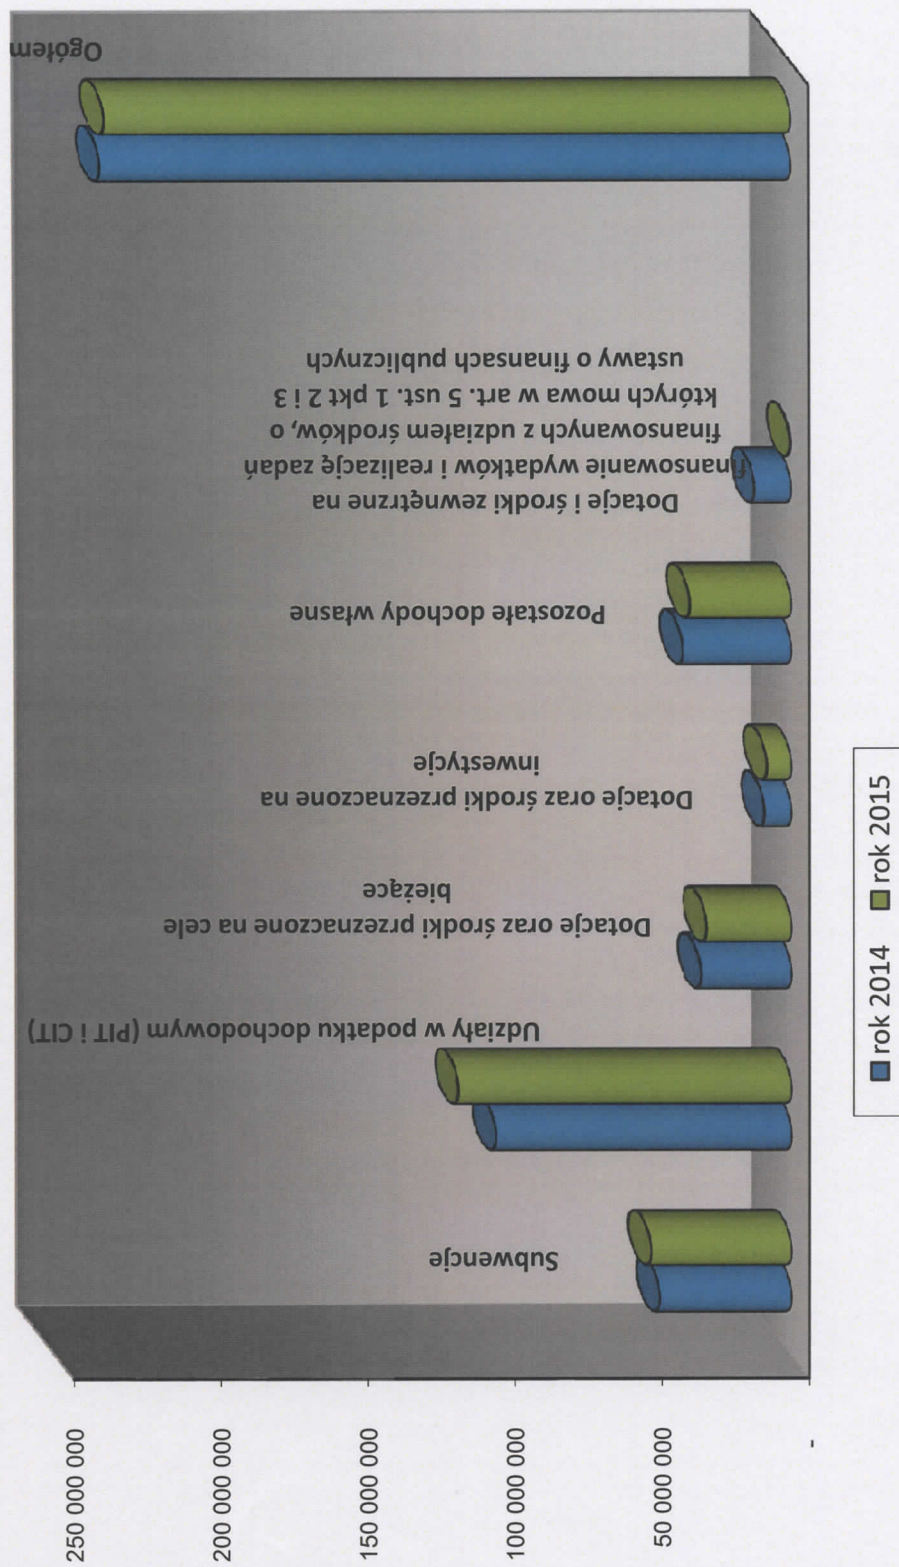 250 000 000
200 000 000
150 000 000
100 000 000
50 000 000
-
Subwencje
Udziały w podatku dochodowym (PIT i CIT)
Dotacje oraz środki przeznaczone na cele
bieżące
Dotacje oraz środki przeznaczone na
inwestycje
Pozostałe dochody własne
Dotacje i środki zewnętrzne na
finansowanie wydatków i realizację zadań
finansowanych z udziałem środków, o
których mowa w art. 5 ust. 1 pkt 2 i 3
ustawy o finansach publicznych
Ogółem
rok 2014
rok 2015